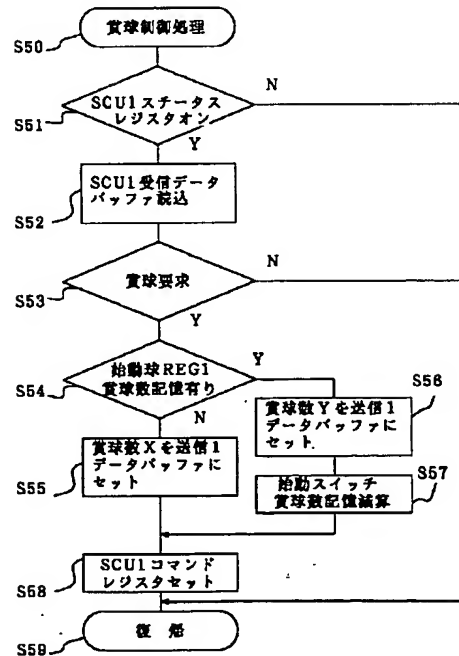 S50
賞球制御処理
N
S51
SCU1ステータス
レジスタオン
Y
S52
SCU1受信データ
バッファ読込
N
S53
賞球要求
Y
Y
S54
始動球REG1
賞球数記憶有り
S56
N
賞球数Yを送信1
データバッファに
セット
賞球数Xを送信1
データバッファに
セット
S55
S57
始動スイッチ
賞球数記憶減算
SCU1コマンド
レジスタセット
S58
復帰
S59